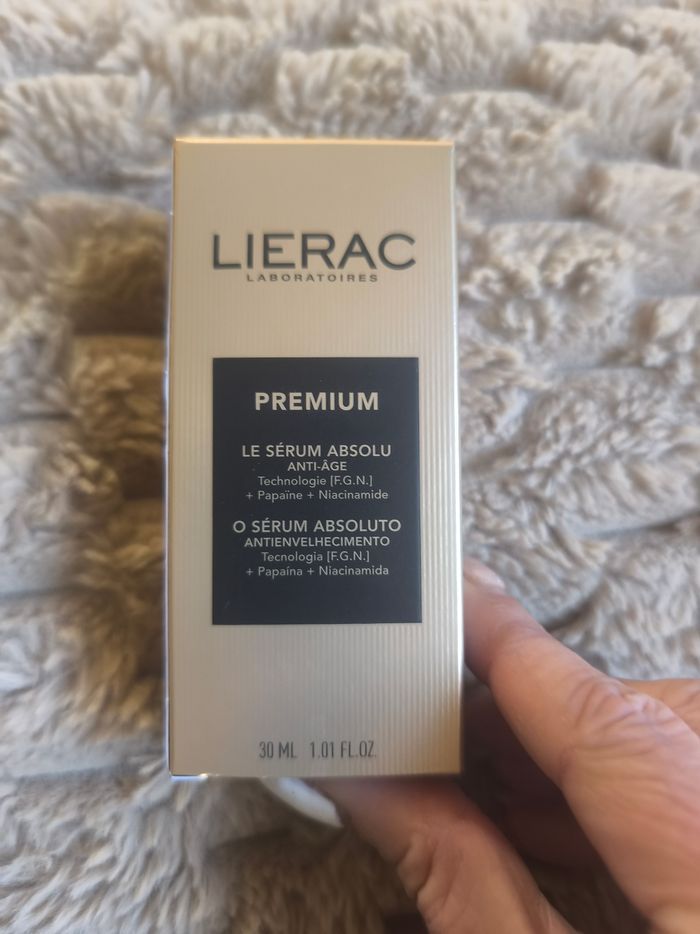 LIERAC
LABORATOIRES
PREMIUM
LE SÉRUM ABSOLU
ANTI-ÂGE
Technologie [F.G.N.]
+ Papaïne + Niacinamide
O SÉRUM ABSOLUTO
ANTIENVELHECIMENTO
Tecnologia [F.G.N.]
+ Papaína + Niacinamida
30 ML 1.01 FL.OZ.